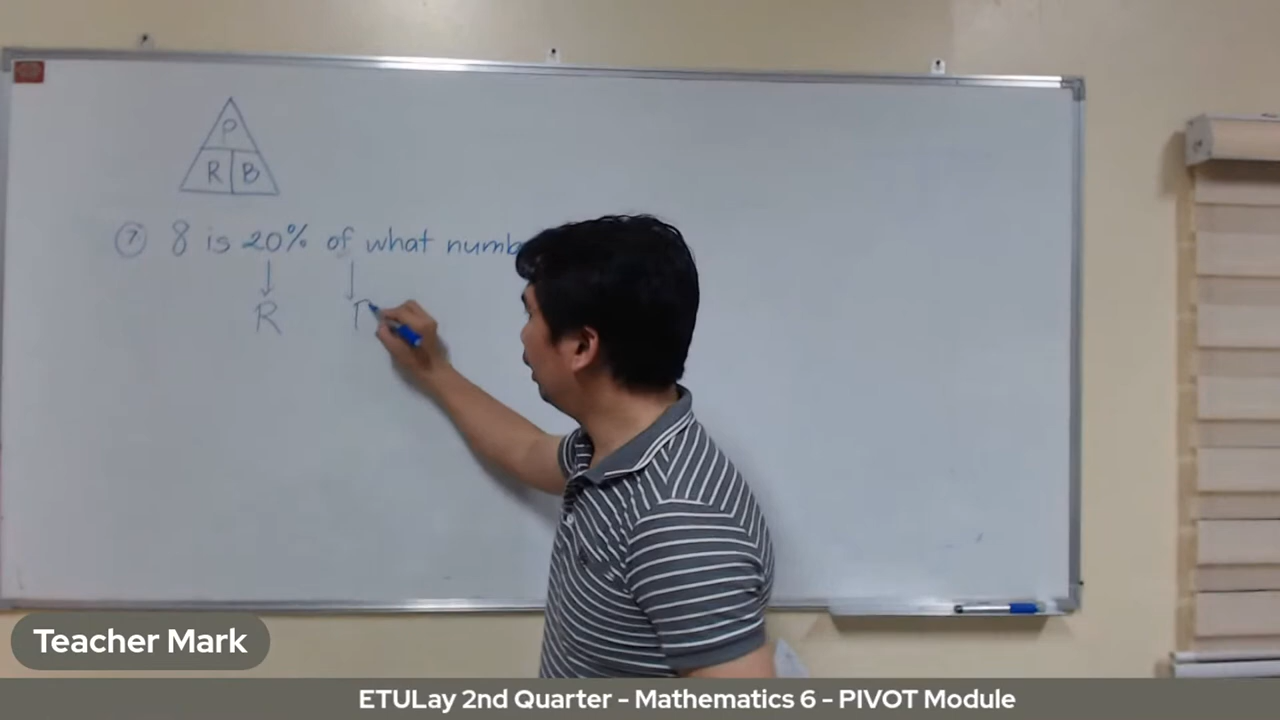 P
R B
⑦ 8 is 20% of what numb
R
Teacher Mark
ETULay 2nd Quarter - Mathematics 6 - PIVOT Module